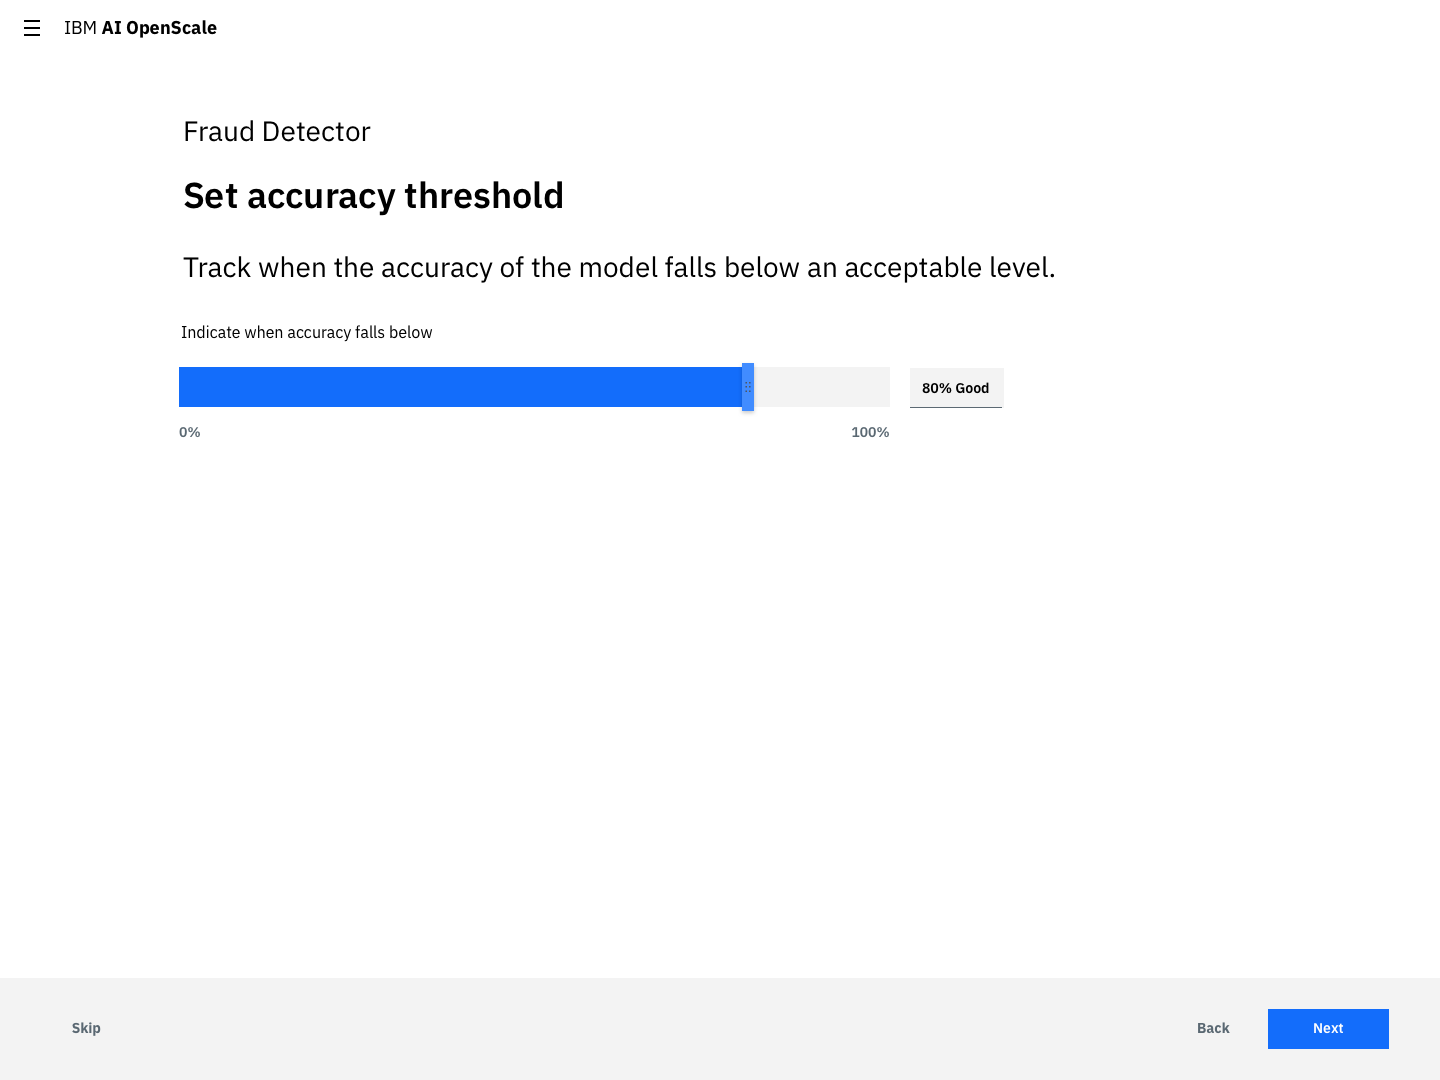 IBM AI OpenScale
Fraud Detector
Set accuracy threshold
Track when the accuracy of the model falls below an acceptable level.
Indicate when accuracy falls below
80% Good
0%
100%
Skip
Back
Next